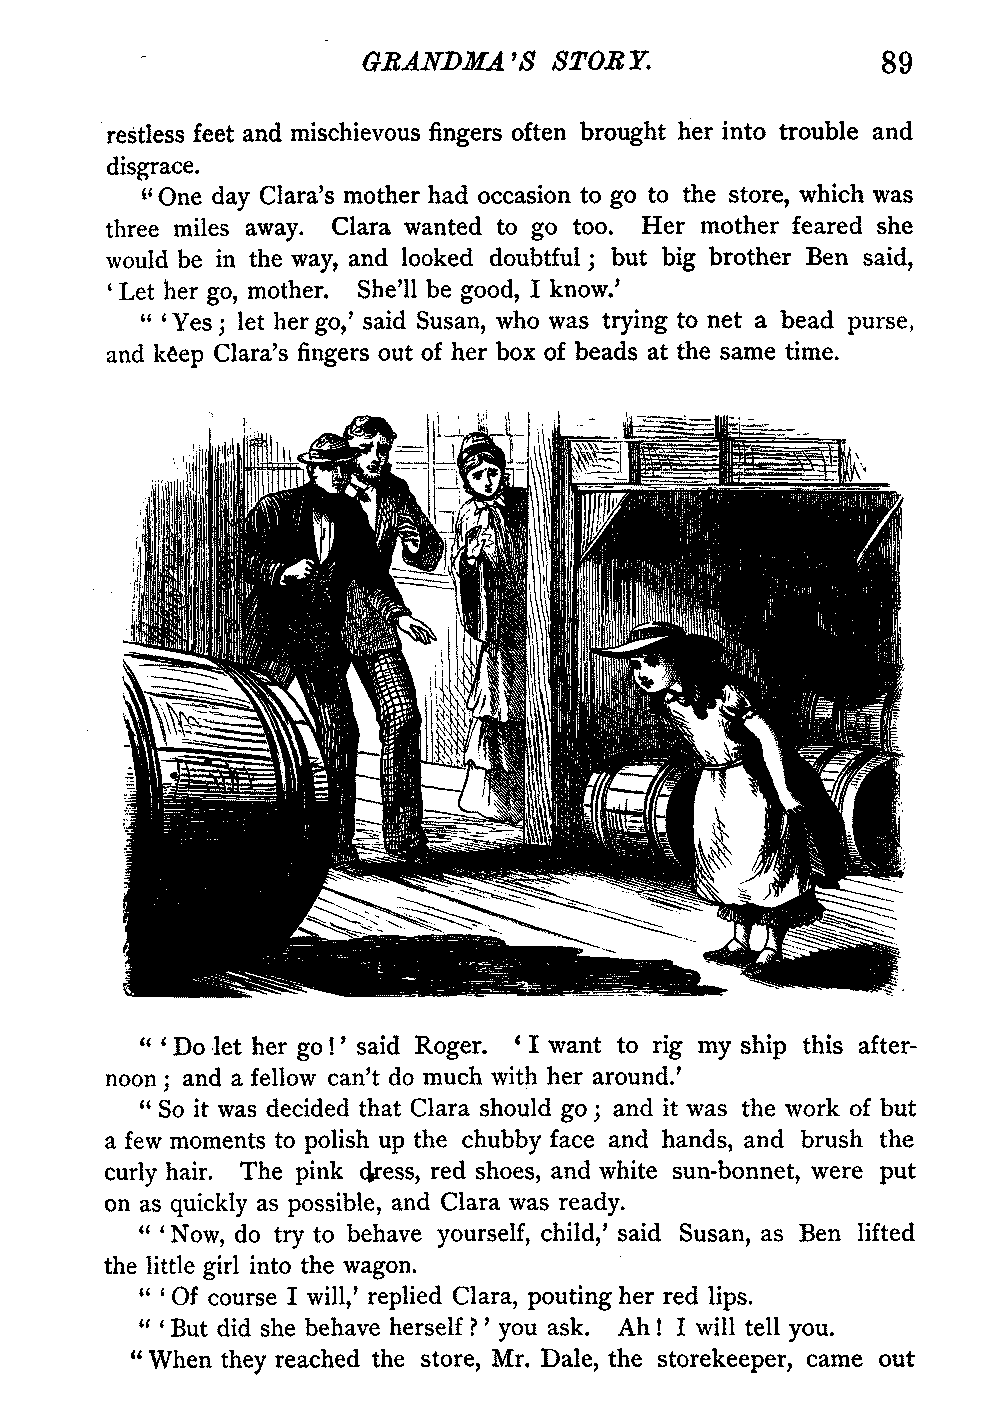 GRANDMA'S STORY. 89
restless feet and mischievous fingers often brought her into trouble and
disgrace.
“One day Clara's mother had occasion to go to the store, which was
three miles away. Clara wanted to go too. Her mother feared she
would be in the way, and looked doubtful; but big brother Ben said,
‘Let her go, mother. She'll be good, I know.’
“‘Yes; let her go,’ said Susan, who was trying to net a bead purse,
and keep Clara's fingers out of her box of beads at the same time.
“‘Do let her go!’ said Roger. ‘I want to rig my ship this after-
noon; and a fellow can't do much with her around.’
“So it was decided that Clara should go; and it was the work of but
a few moments to polish up the chubby face and hands, and brush the
curly hair. The pink dress, red shoes, and white sun-bonnet, were put
on as quickly as possible, and Clara was ready.
“‘Now, do try to behave yourself, child,’ said Susan, as Ben lifted
the little girl into the wagon.
“‘Of course I will,’ replied Clara, pouting her red lips.
“‘But did she behave herself?’ you ask. Ah! I will tell you.
“When they reached the store, Mr. Dale, the storekeeper, came out